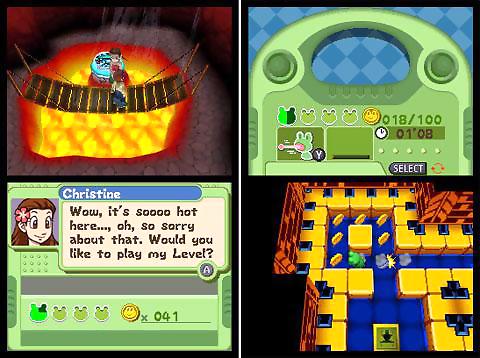 Christine
Wow, it's soooo hot
here..., oh, so sorry
about that. Would you
like to play my Level?
A
x 041
018/100
01'08
Y
SELECT